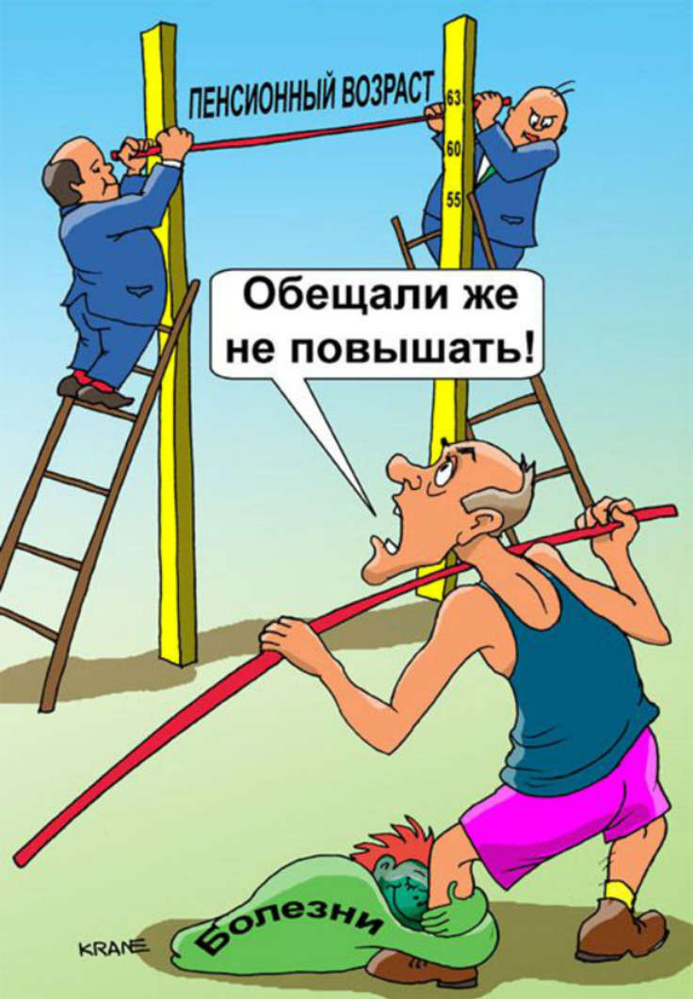 ПЕНСИОННЫЙ ВОЗРАСТ
63
60
55
Обещали же
не повышать!
Болезни
KRANE